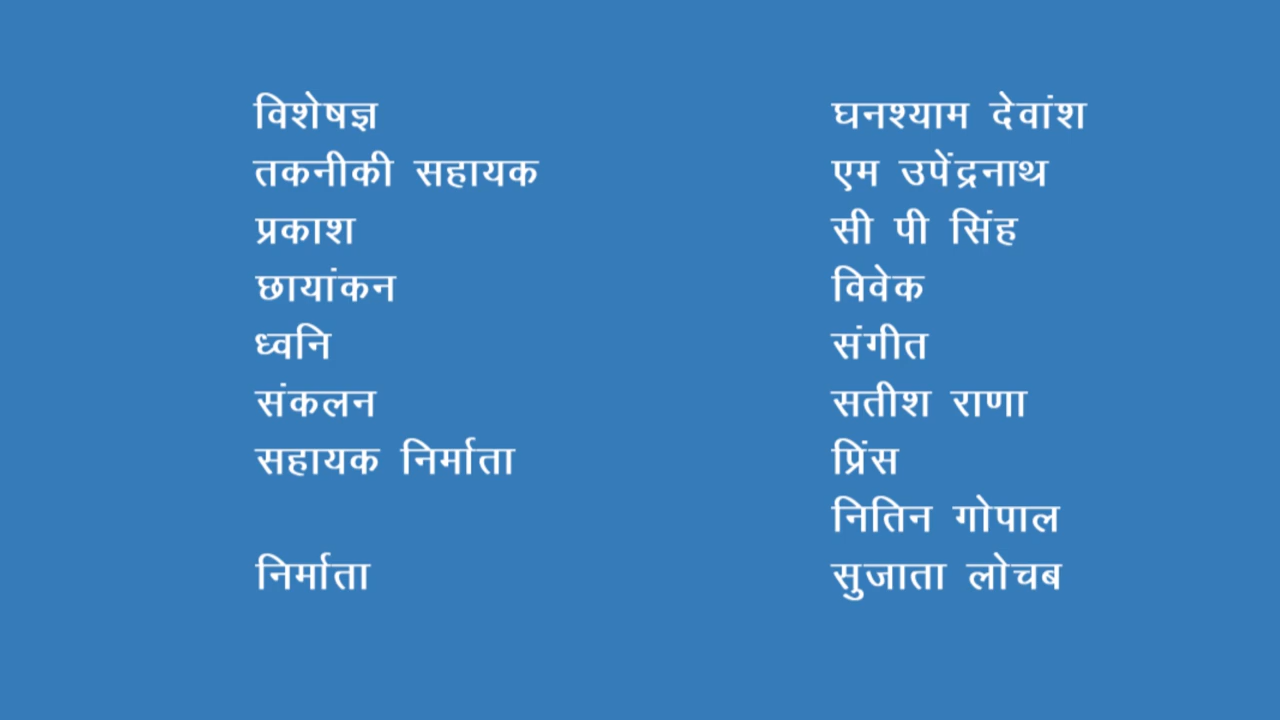 विशेषज्ञ घनश्याम देवांश
तकनीकी सहायक एम उपेंद्रनाथ
प्रकाश सी पी सिंह
छायांकन विवेक
ध्वनि संगीत
संकलन सतीश राणा
सहायक निर्माता प्रिंस
नितिन गोपाल
निर्माता सुजाता लोचब